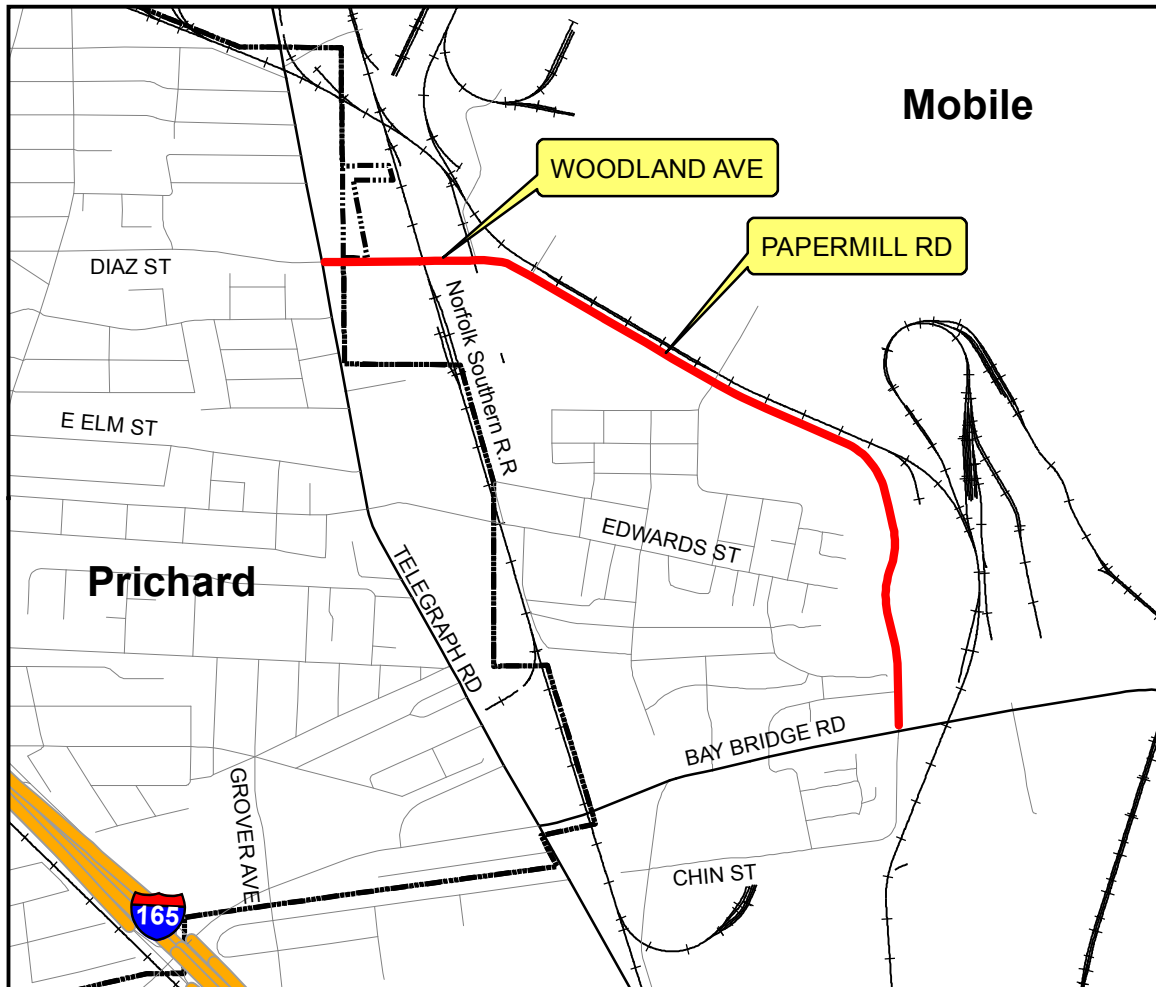 Mobile
WOODLAND AVE
PAPERMILL RD
DIAZ ST
Norfolk Southern R.R
E ELM ST
EDWARDS ST
Prichard
TELEGRAPH RD
BAY BRIDGE RD
GROVER AVE
CHIN ST
165